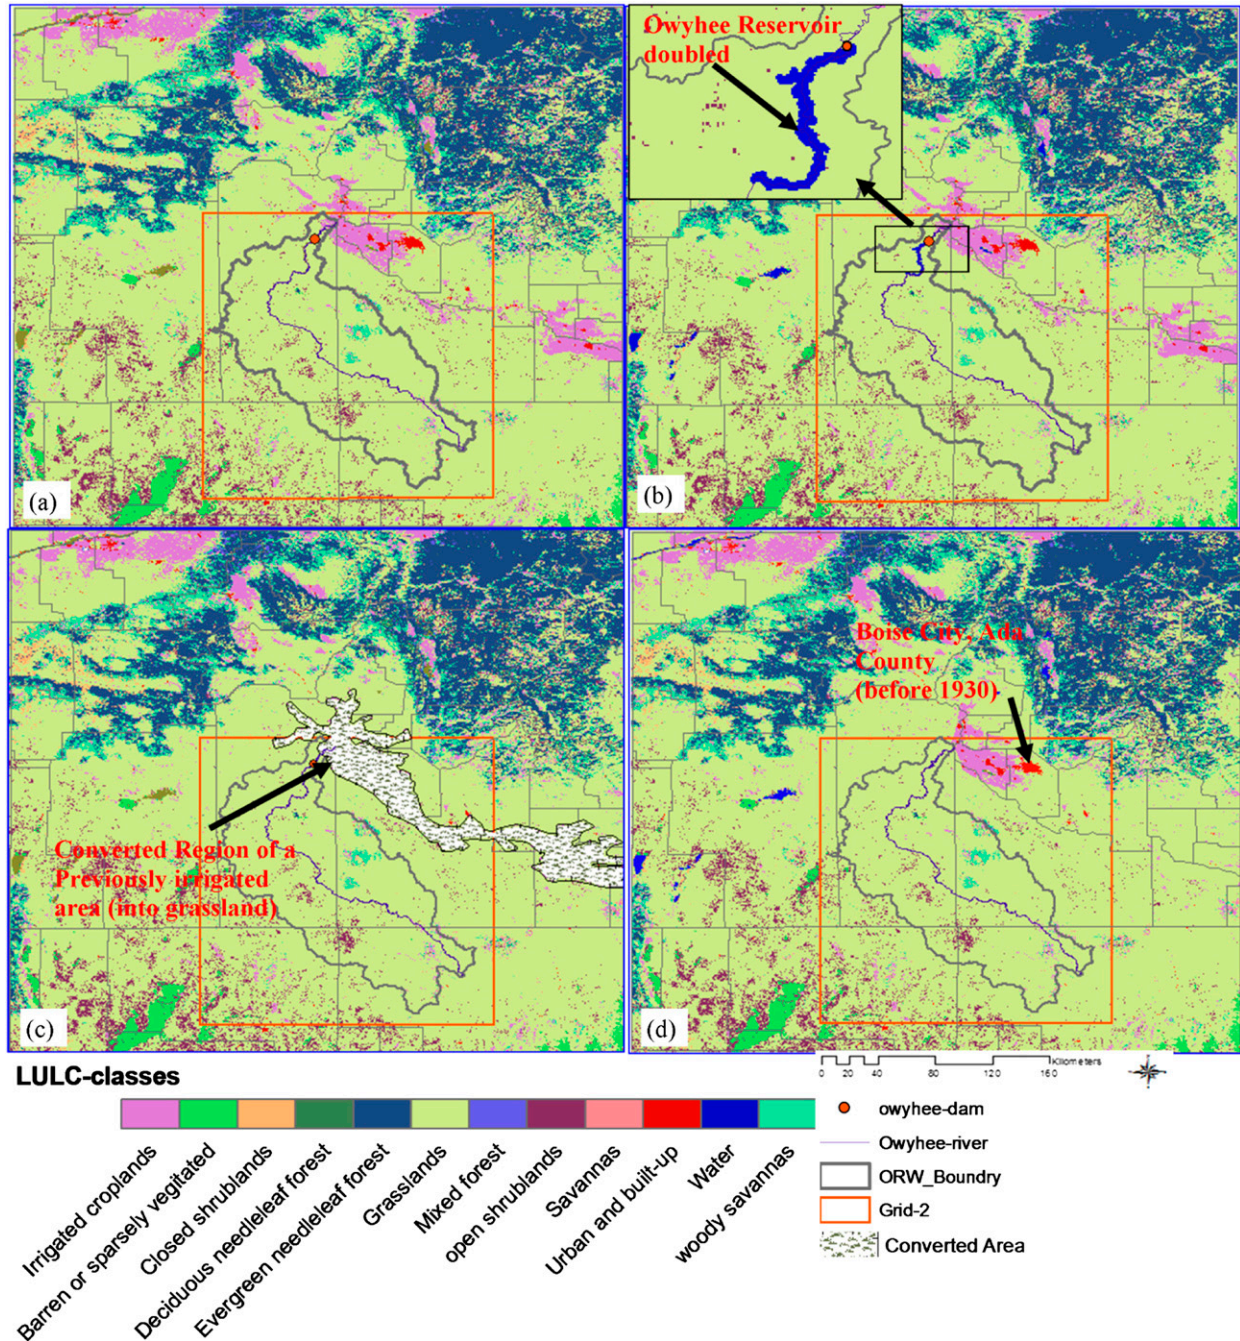 Owyhee Reservoir
doubled
(a)
(b)
Converted Region of a
Previously irrigated
area (into grassland)
(c)
Boise City, Ada
County
(before 1930)
(d)
LULC-classes
Irrigated croplands
Barren or sparsely vegitated
Closed shrublands
Deciduous needleleaf forest
Evergreen needeleaf forest
Grasslands
Mixed forest
open shrublands
Savannas
Urban and built-up
Water
woody savannas
Kilometers
0 20 40 80 120 160
owyhee-dam
Owyhee-river
ORW_Boundry
Grid-2
Converted Area